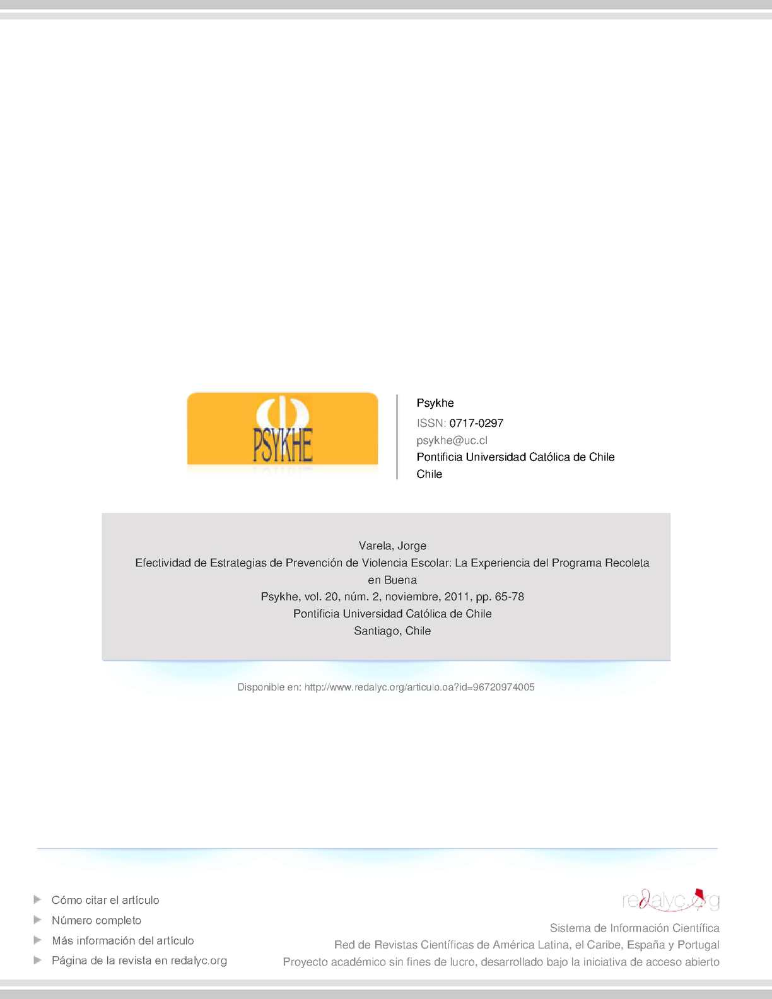 PSYKHE
Psykhe
ISSN: 0717-0297
psykhe@uc.cl
Pontificia Universidad Católica de Chile
Chile
Varela, Jorge
Efectividad de Estrategias de Prevención de Violencia Escolar: La Experiencia del Programa Recoleta
en Buena
Psykhe, vol. 20, núm. 2, noviembre, 2011, pp. 65-78
Pontificia Universidad Católica de Chile
Santiago, Chile
Disponible en: http://www.redalyc.org/articulo.oa?id=96720974005
Cómo citar el artículo
Número completo
Más información del artículo
Página de la revista en redalyc.org
redalyc.org
Sistema de Información Científica
Red de Revistas Científicas de América Latina, el Caribe, España y Portugal
Proyecto académico sin fines de lucro, desarrollado bajo la iniciativa de acceso abierto